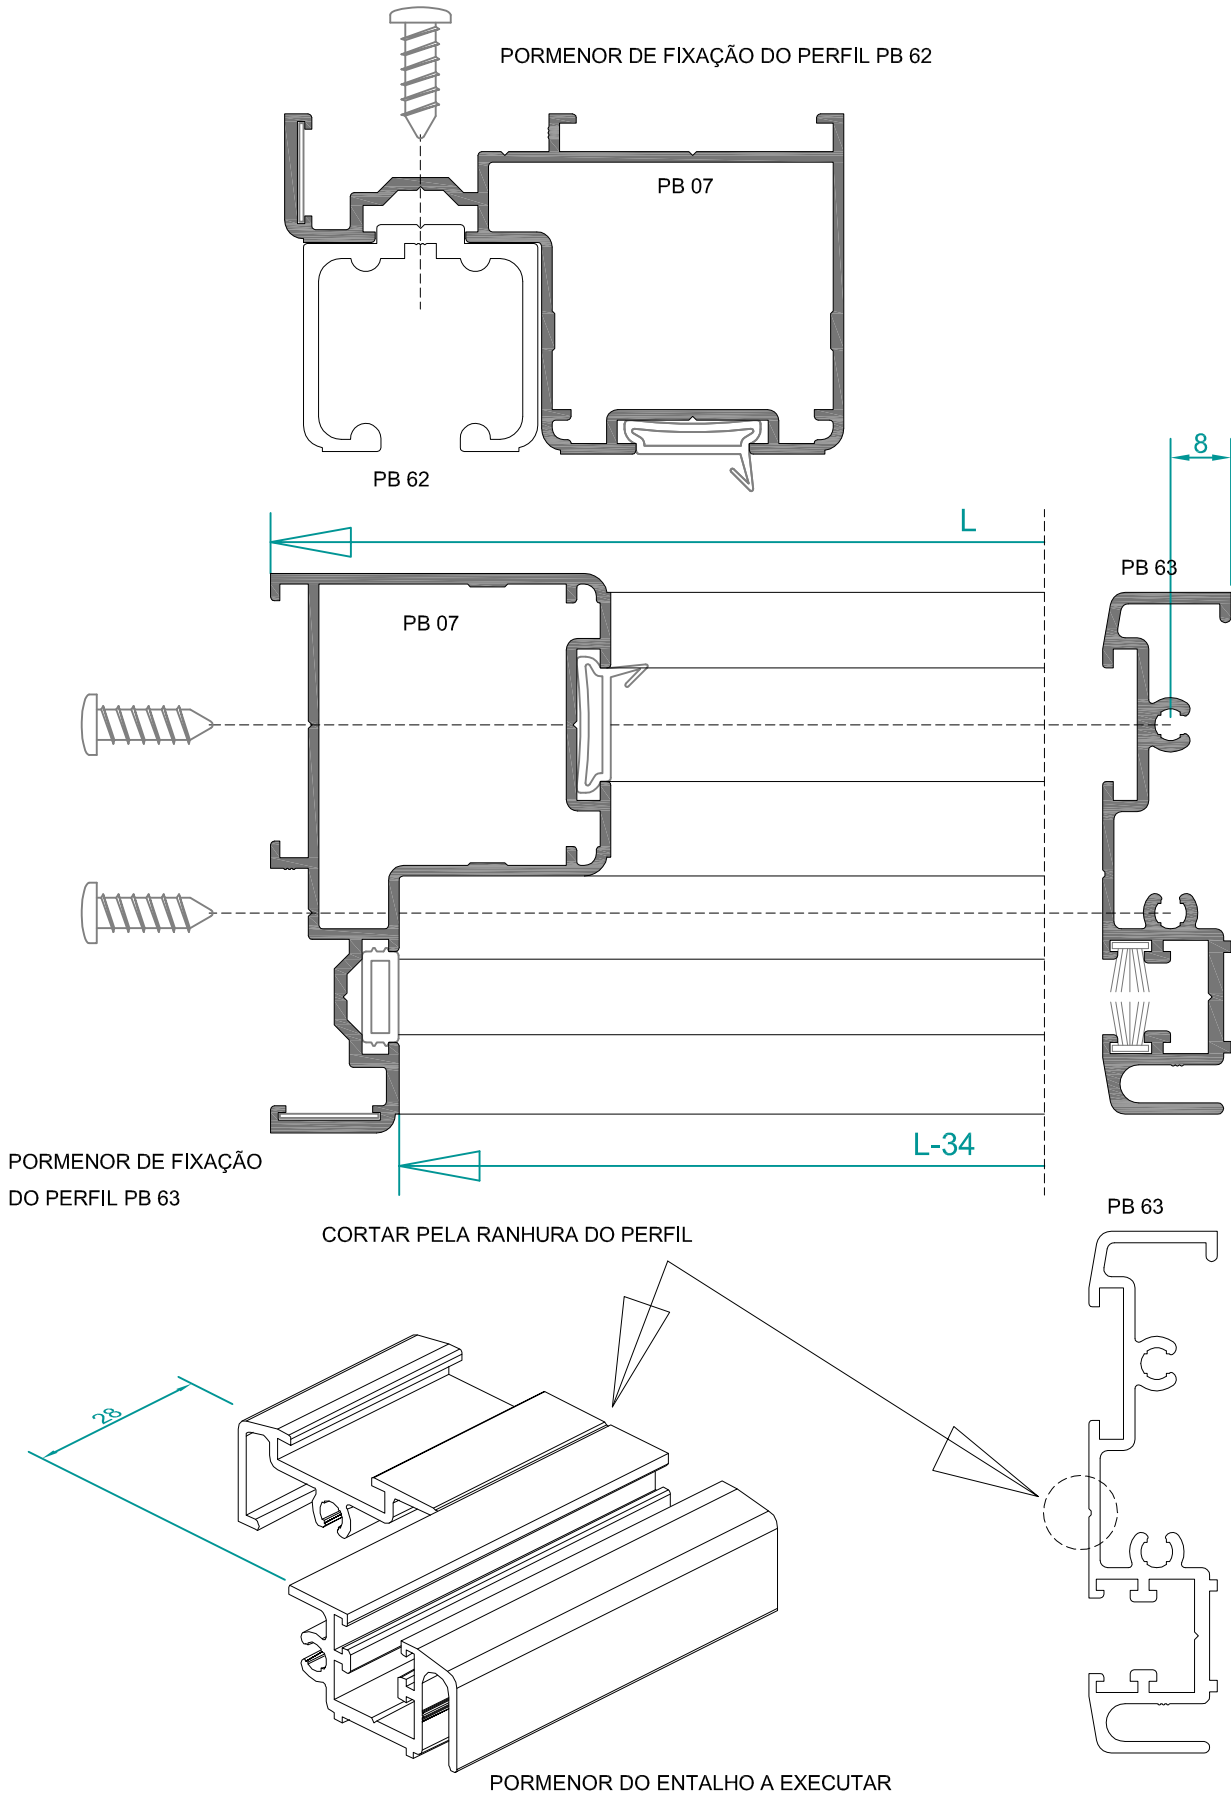 PORMENOR DE FIXAÇÃO DO PERFIL PB 62
PB 07
PB 62
8
L
PB 63
PB 07
L-34
PORMENOR DE FIXAÇÃO
DO PERFIL PB 63
PB 63
CORTAR PELA RANHURA DO PERFIL
28
PORMENOR DO ENTALHO A EXECUTAR